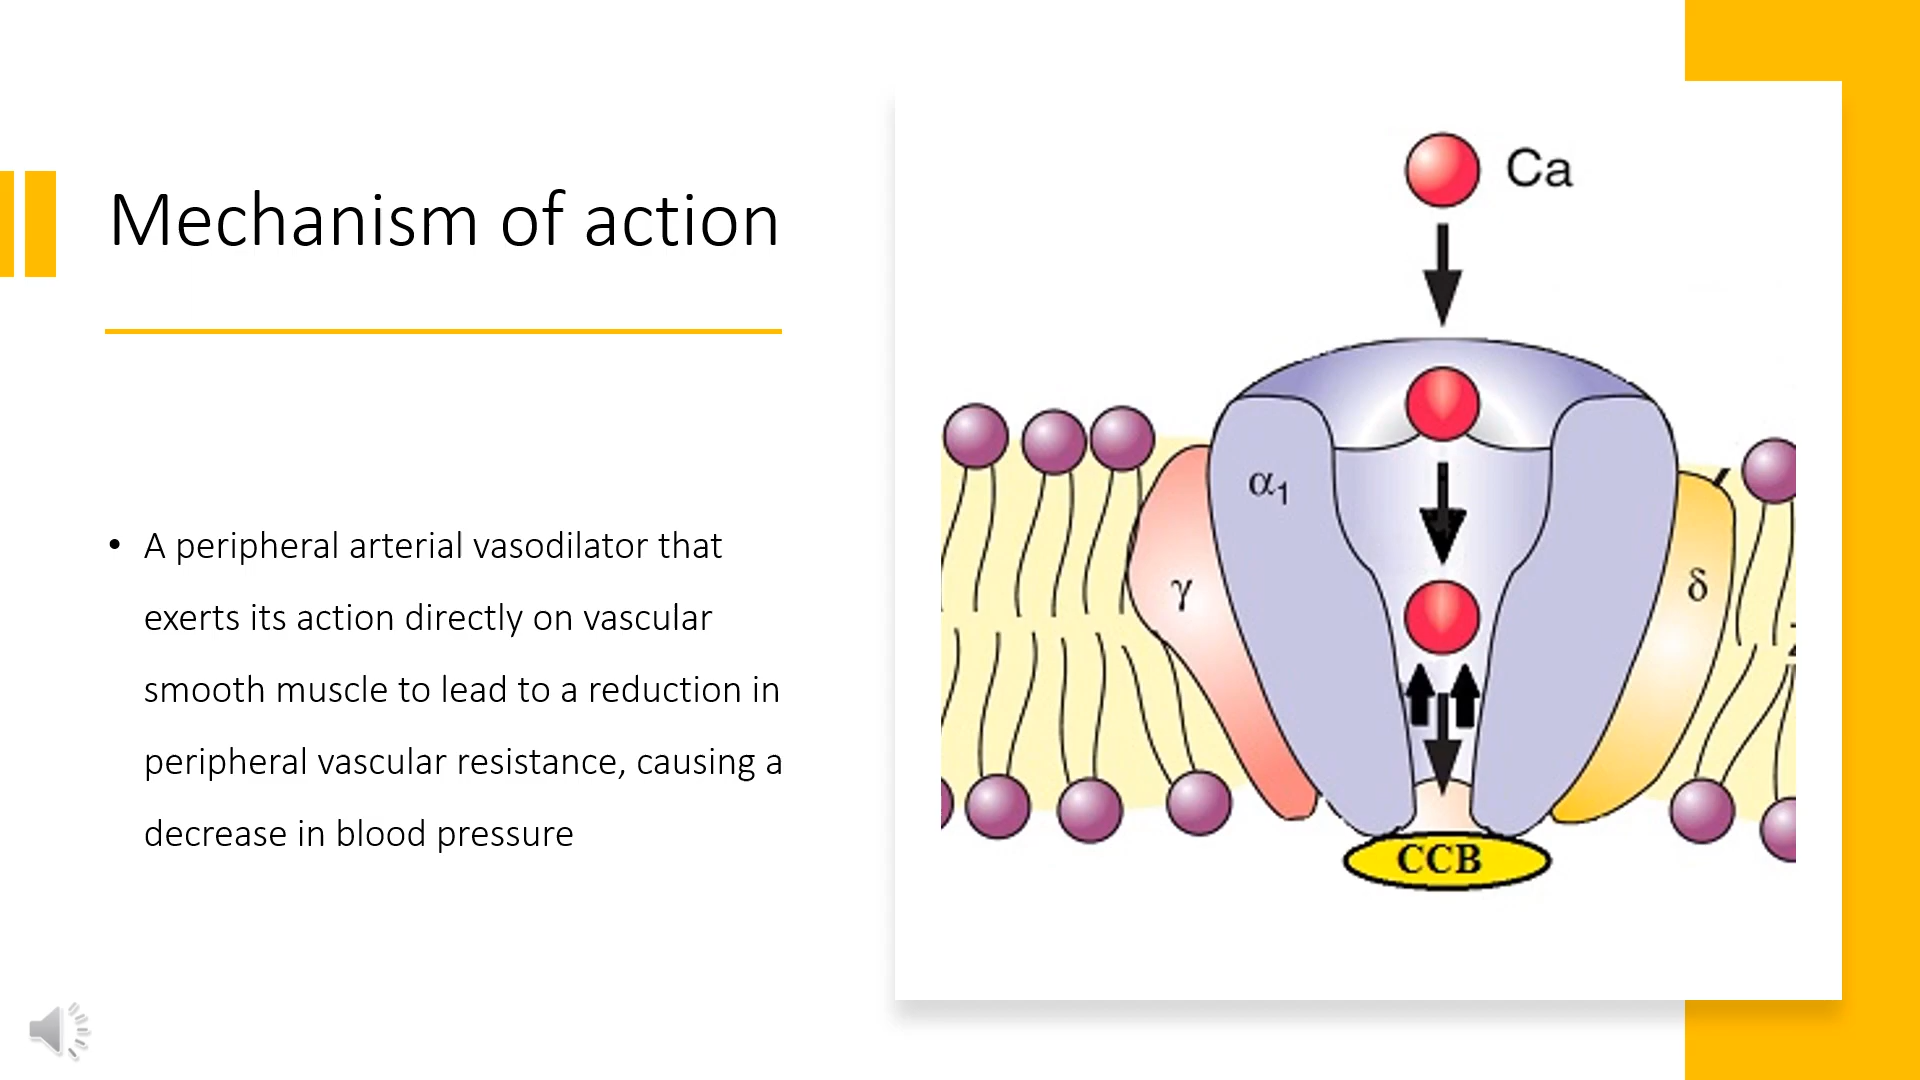 Mechanism of action
• A peripheral arterial vasodilator that
exerts its action directly on vascular
smooth muscle to lead to a reduction in
peripheral vascular resistance, causing a
decrease in blood pressure
Ca
α₁
γ
δ
CCB